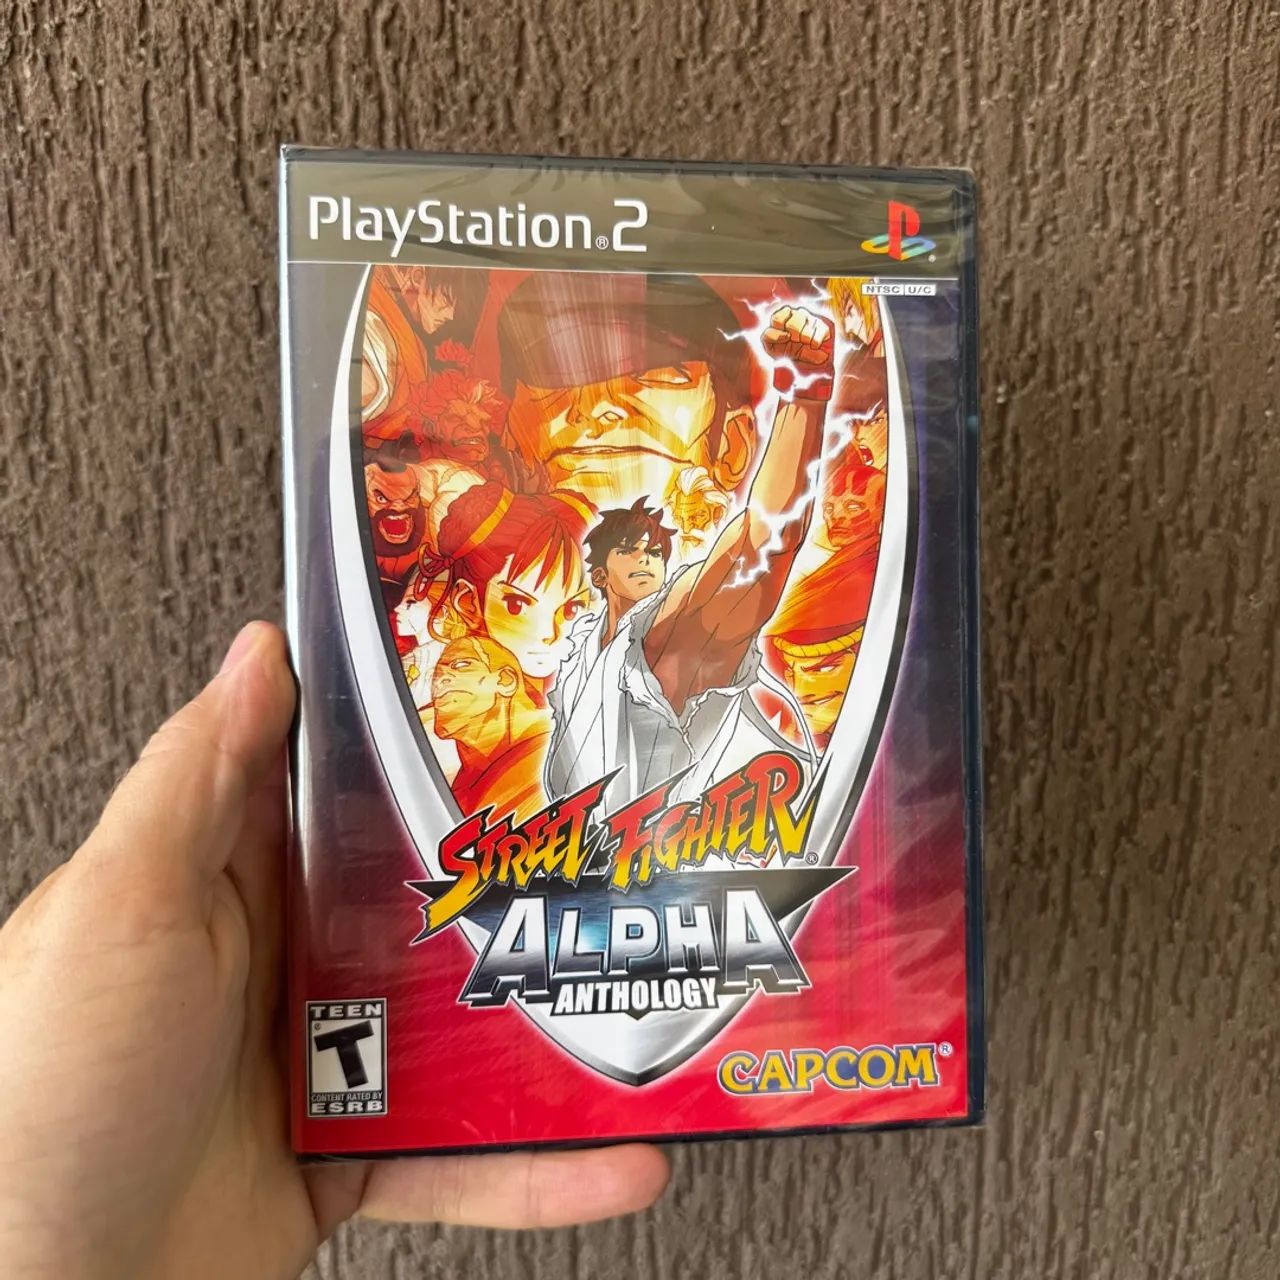 PlayStation®2
NTSC U/C
STREET FIGHTER®
ALPHA
ANTHOLOGY
TEEN
®
T
CONTENT RATED BY
ESRB
CAPCOM®